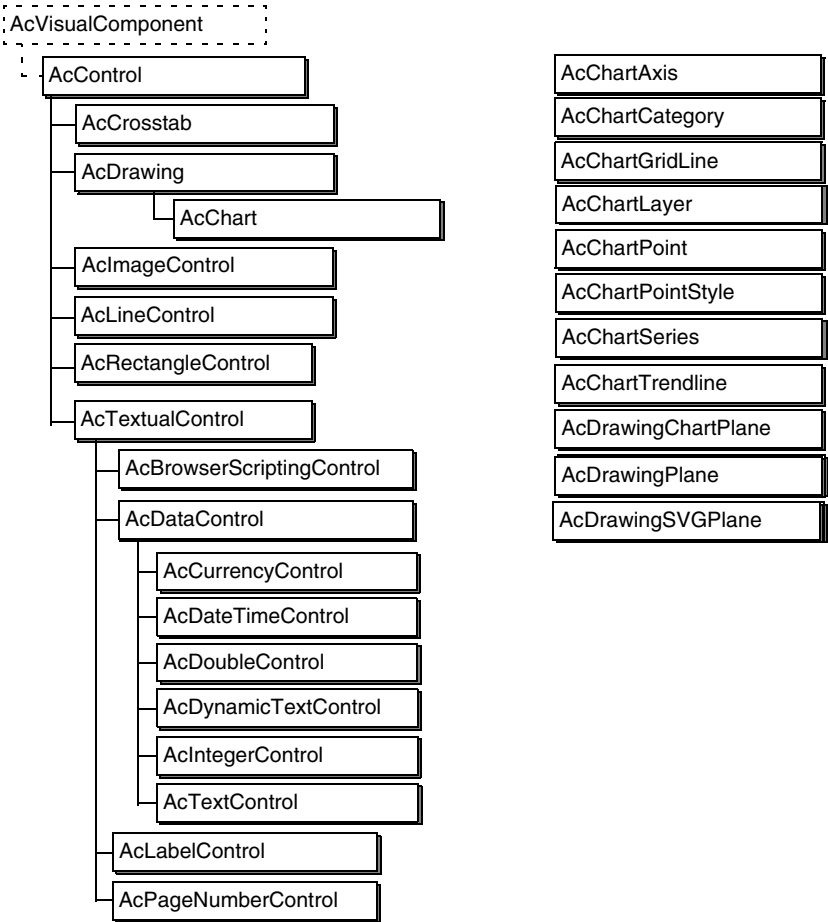 AcVisualComponent
AcControl
AcCrosstab
AcDrawing
AcChart
AcImageControl
AcLineControl
AcRectangleControl
AcTextualControl
AcBrowserScriptingControl
AcDataControl
AcCurrencyControl
AcDateTimeControl
AcDoubleControl
AcDynamicTextControl
AcIntegerControl
AcTextControl
AcLabelControl
AcPageNumberControl
AcChartAxis
AcChartCategory
AcChartGridLine
AcChartLayer
AcChartPoint
AcChartPointStyle
AcChartSeries
AcChartTrendline
AcDrawingChartPlane
AcDrawingPlane
AcDrawingSVGPlane